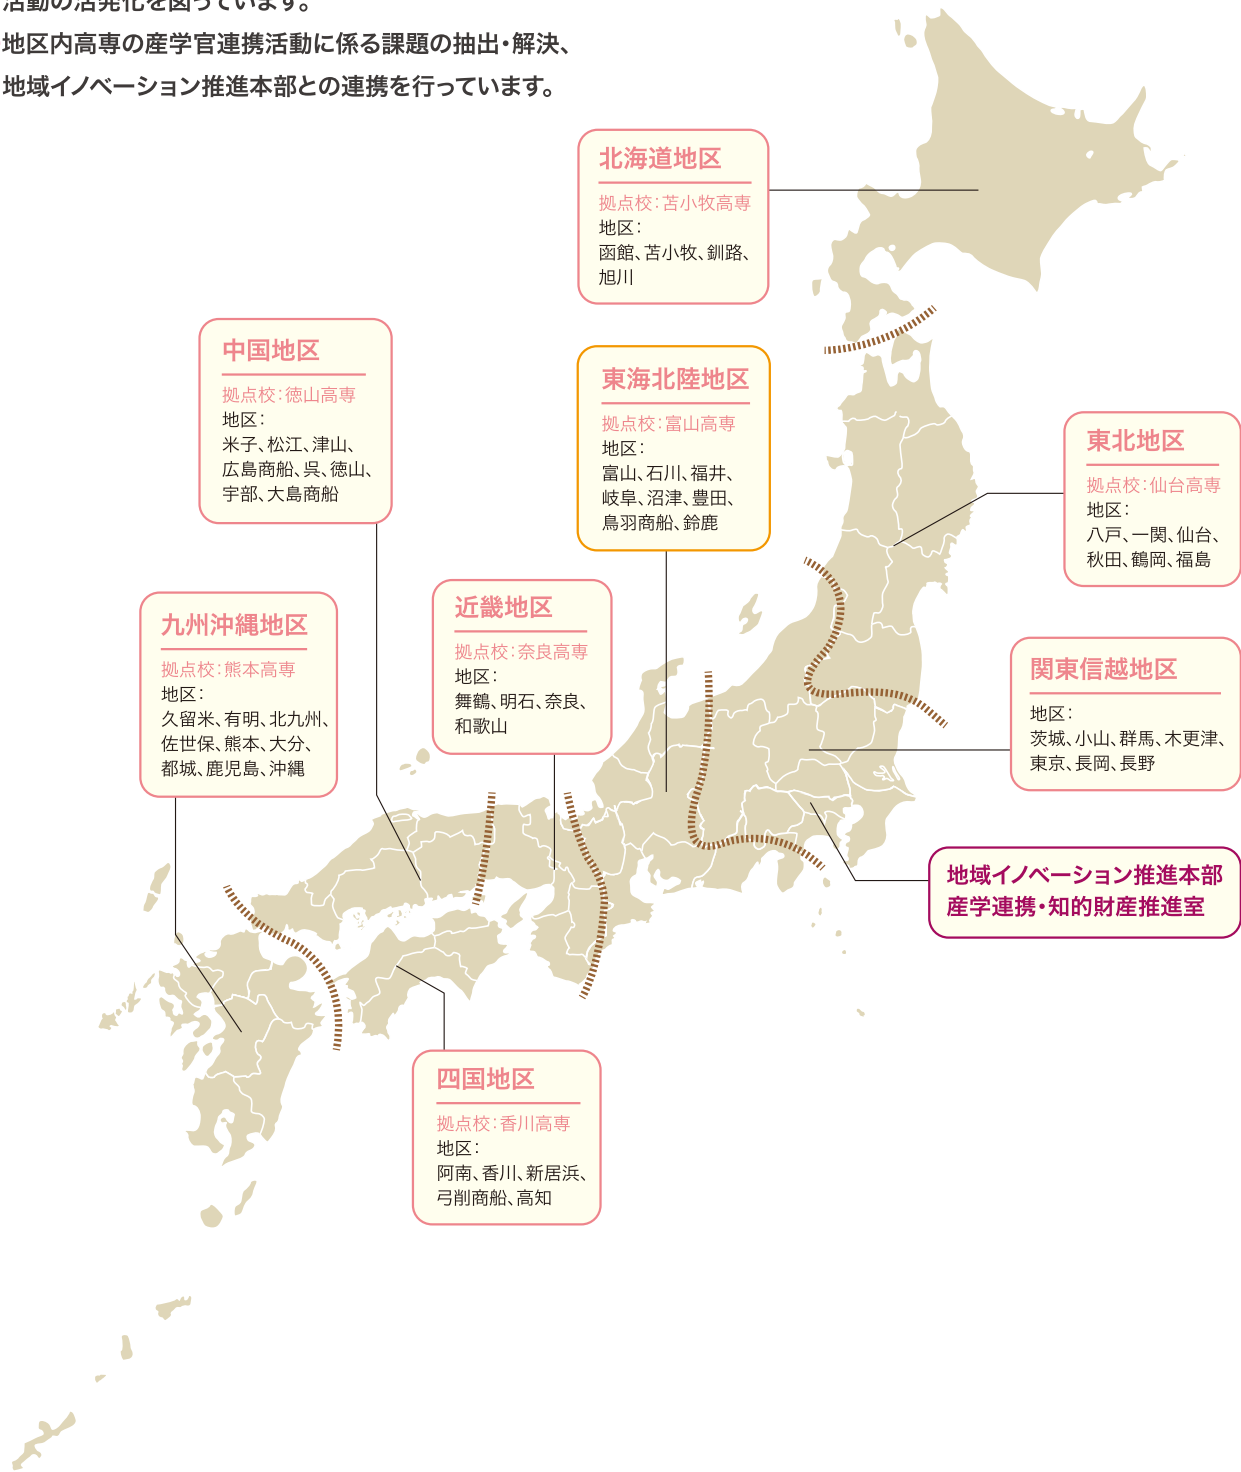 活動の活発化を図っています。
地区内高専の産学官連携活動に係る課題の抽出・解決、
地域イノベーション推進本部との連携を行っています。
北海道地区
拠点校：苫小牧高専
地区：
函館、苫小牧、釧路、
旭川
中国地区
拠点校：徳山高専
地区：
米子、松江、津山、
広島商船、呉、徳山、
宇部、大島商船
東海北陸地区
拠点校：富山高専
地区：
富山、石川、福井、
岐阜、沼津、豊田、
鳥羽商船、鈴鹿
東北地区
拠点校：仙台高専
地区：
八戸、一関、仙台、
秋田、鶴岡、福島
九州沖縄地区
拠点校：熊本高専
地区：
久留米、有明、北九州、
佐世保、熊本、大分、
都城、鹿児島、沖縄
近畿地区
拠点校：奈良高専
地区：
舞鶴、明石、奈良、
和歌山
関東信越地区
地区：
茨城、小山、群馬、木更津、
東京、長岡、長野
地域イノベーション推進本部
産学連携・知的財産推進室
四国地区
拠点校：香川高専
地区：
阿南、香川、新居浜、
弓削商船、高知